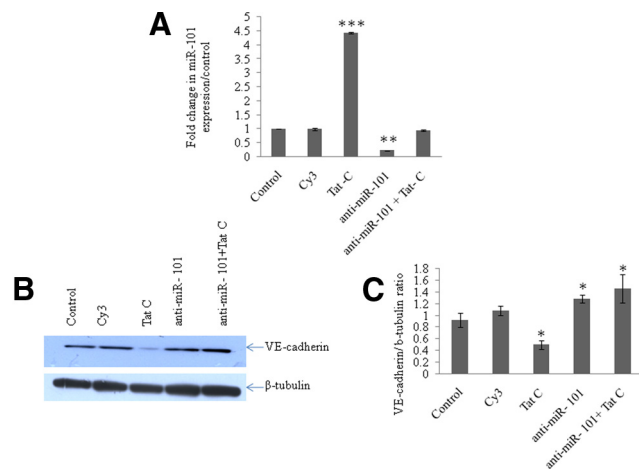 A
Fold change in miR-101
expression/control
5
4.5
4
3.5
3
2.5
2
1.5
1
0.5
0
***
**
Control
Cy3
Tat -C
anti-miR-101
anti-miR-101 + Tat- C
B
Control
Cy3
Tat C
anti-miR- 101
anti-miR- 101+Tat C
VE-cadherin
β-tubulin
C
VE-cadherin/ b-tubulin ratio
1.8
1.6
1.4
1.2
1
0.8
0.6
0.4
0.2
0
*
*
*
Control
Cy3
Tat C
anti-miR- 101
anti-miR- 101+ Tat C